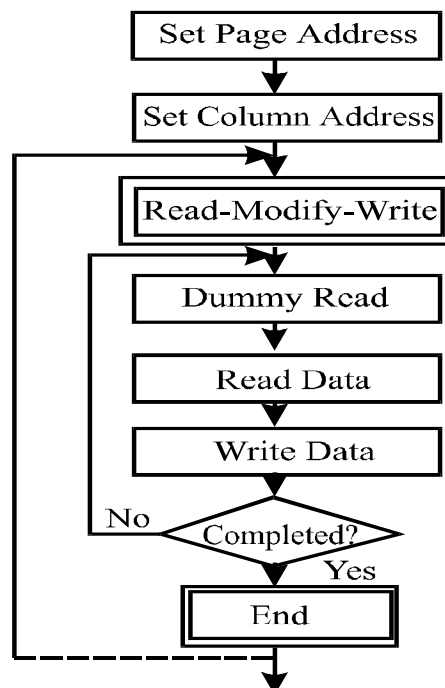 Set Page Address
Set Column Address
Read-Modify-Write
Dummy Read
Read Data
Write Data
No
Completed?
Yes
End